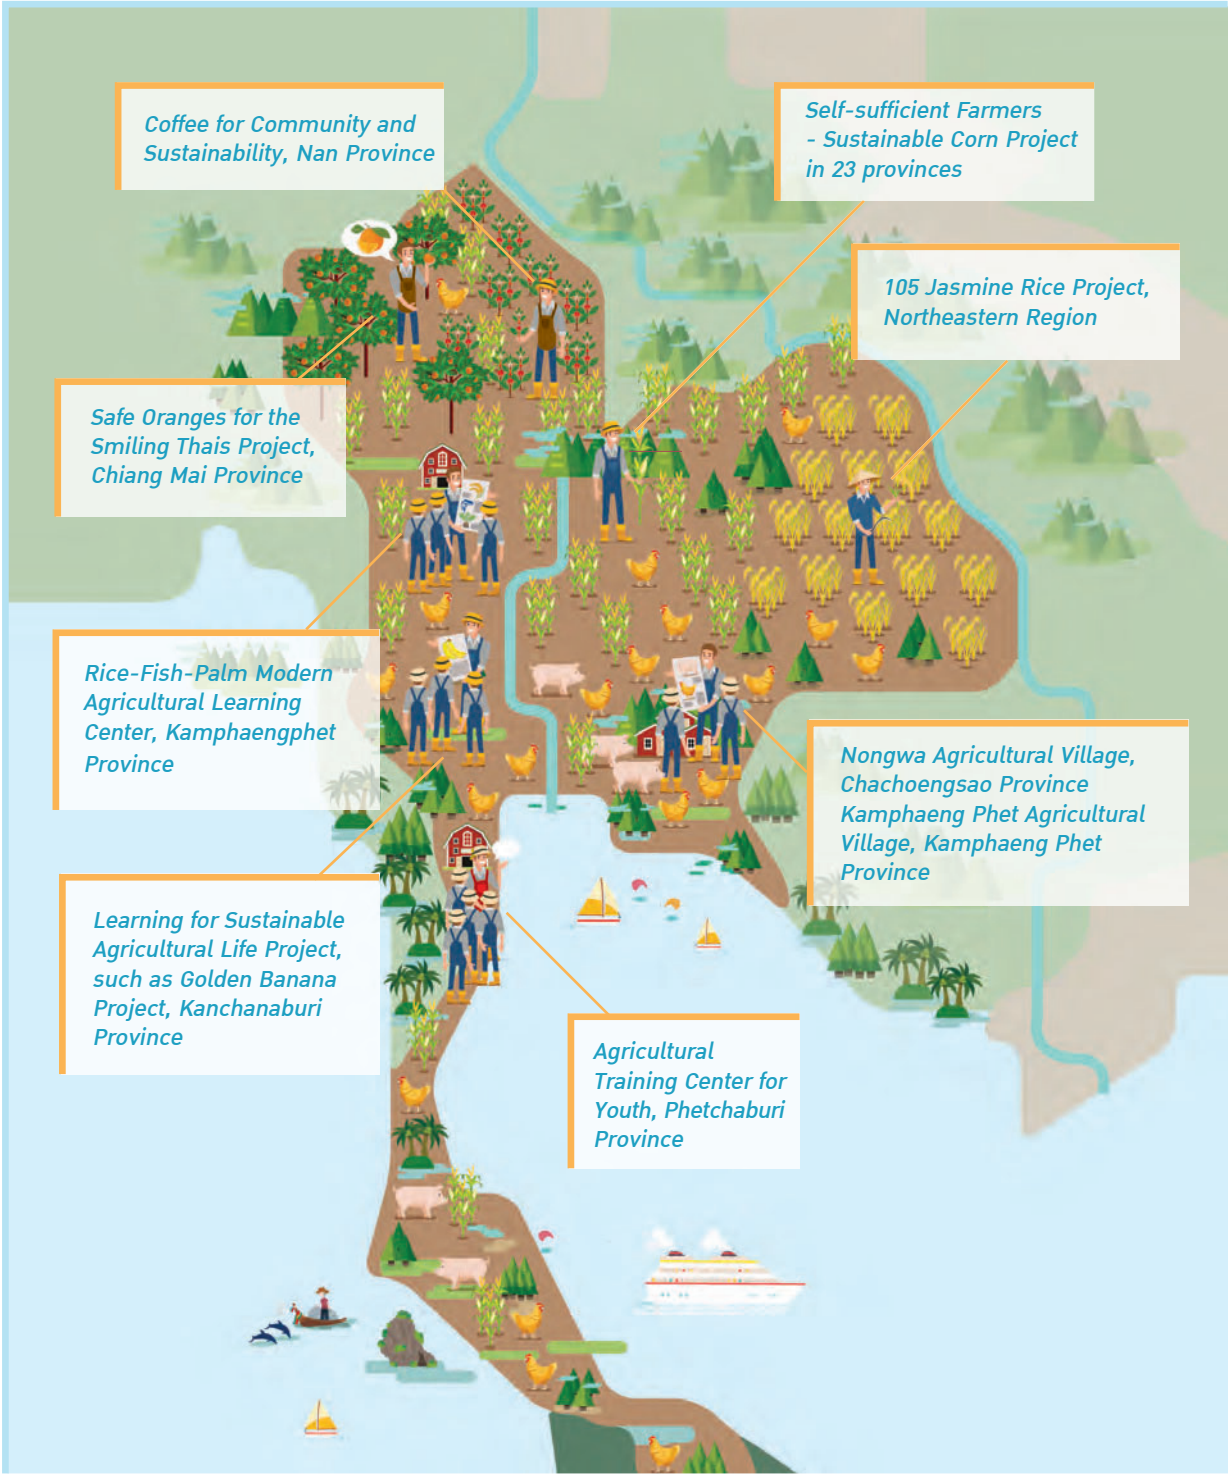 Coffee for Community and
Sustainability, Nan Province
Self-sufficient Farmers
- Sustainable Corn Project
in 23 provinces
105 Jasmine Rice Project,
Northeastern Region
Safe Oranges for the
Smiling Thais Project,
Chiang Mai Province
Rice-Fish-Palm Modern
Agricultural Learning
Center, Kamphaengphet
Province
Nongwa Agricultural Village,
Chachoengsao Province
Kamphaeng Phet Agricultural
Village, Kamphaeng Phet
Province
Learning for Sustainable
Agricultural Life Project,
such as Golden Banana
Project, Kanchanaburi
Province
Agricultural
Training Center for
Youth, Phetchaburi
Province